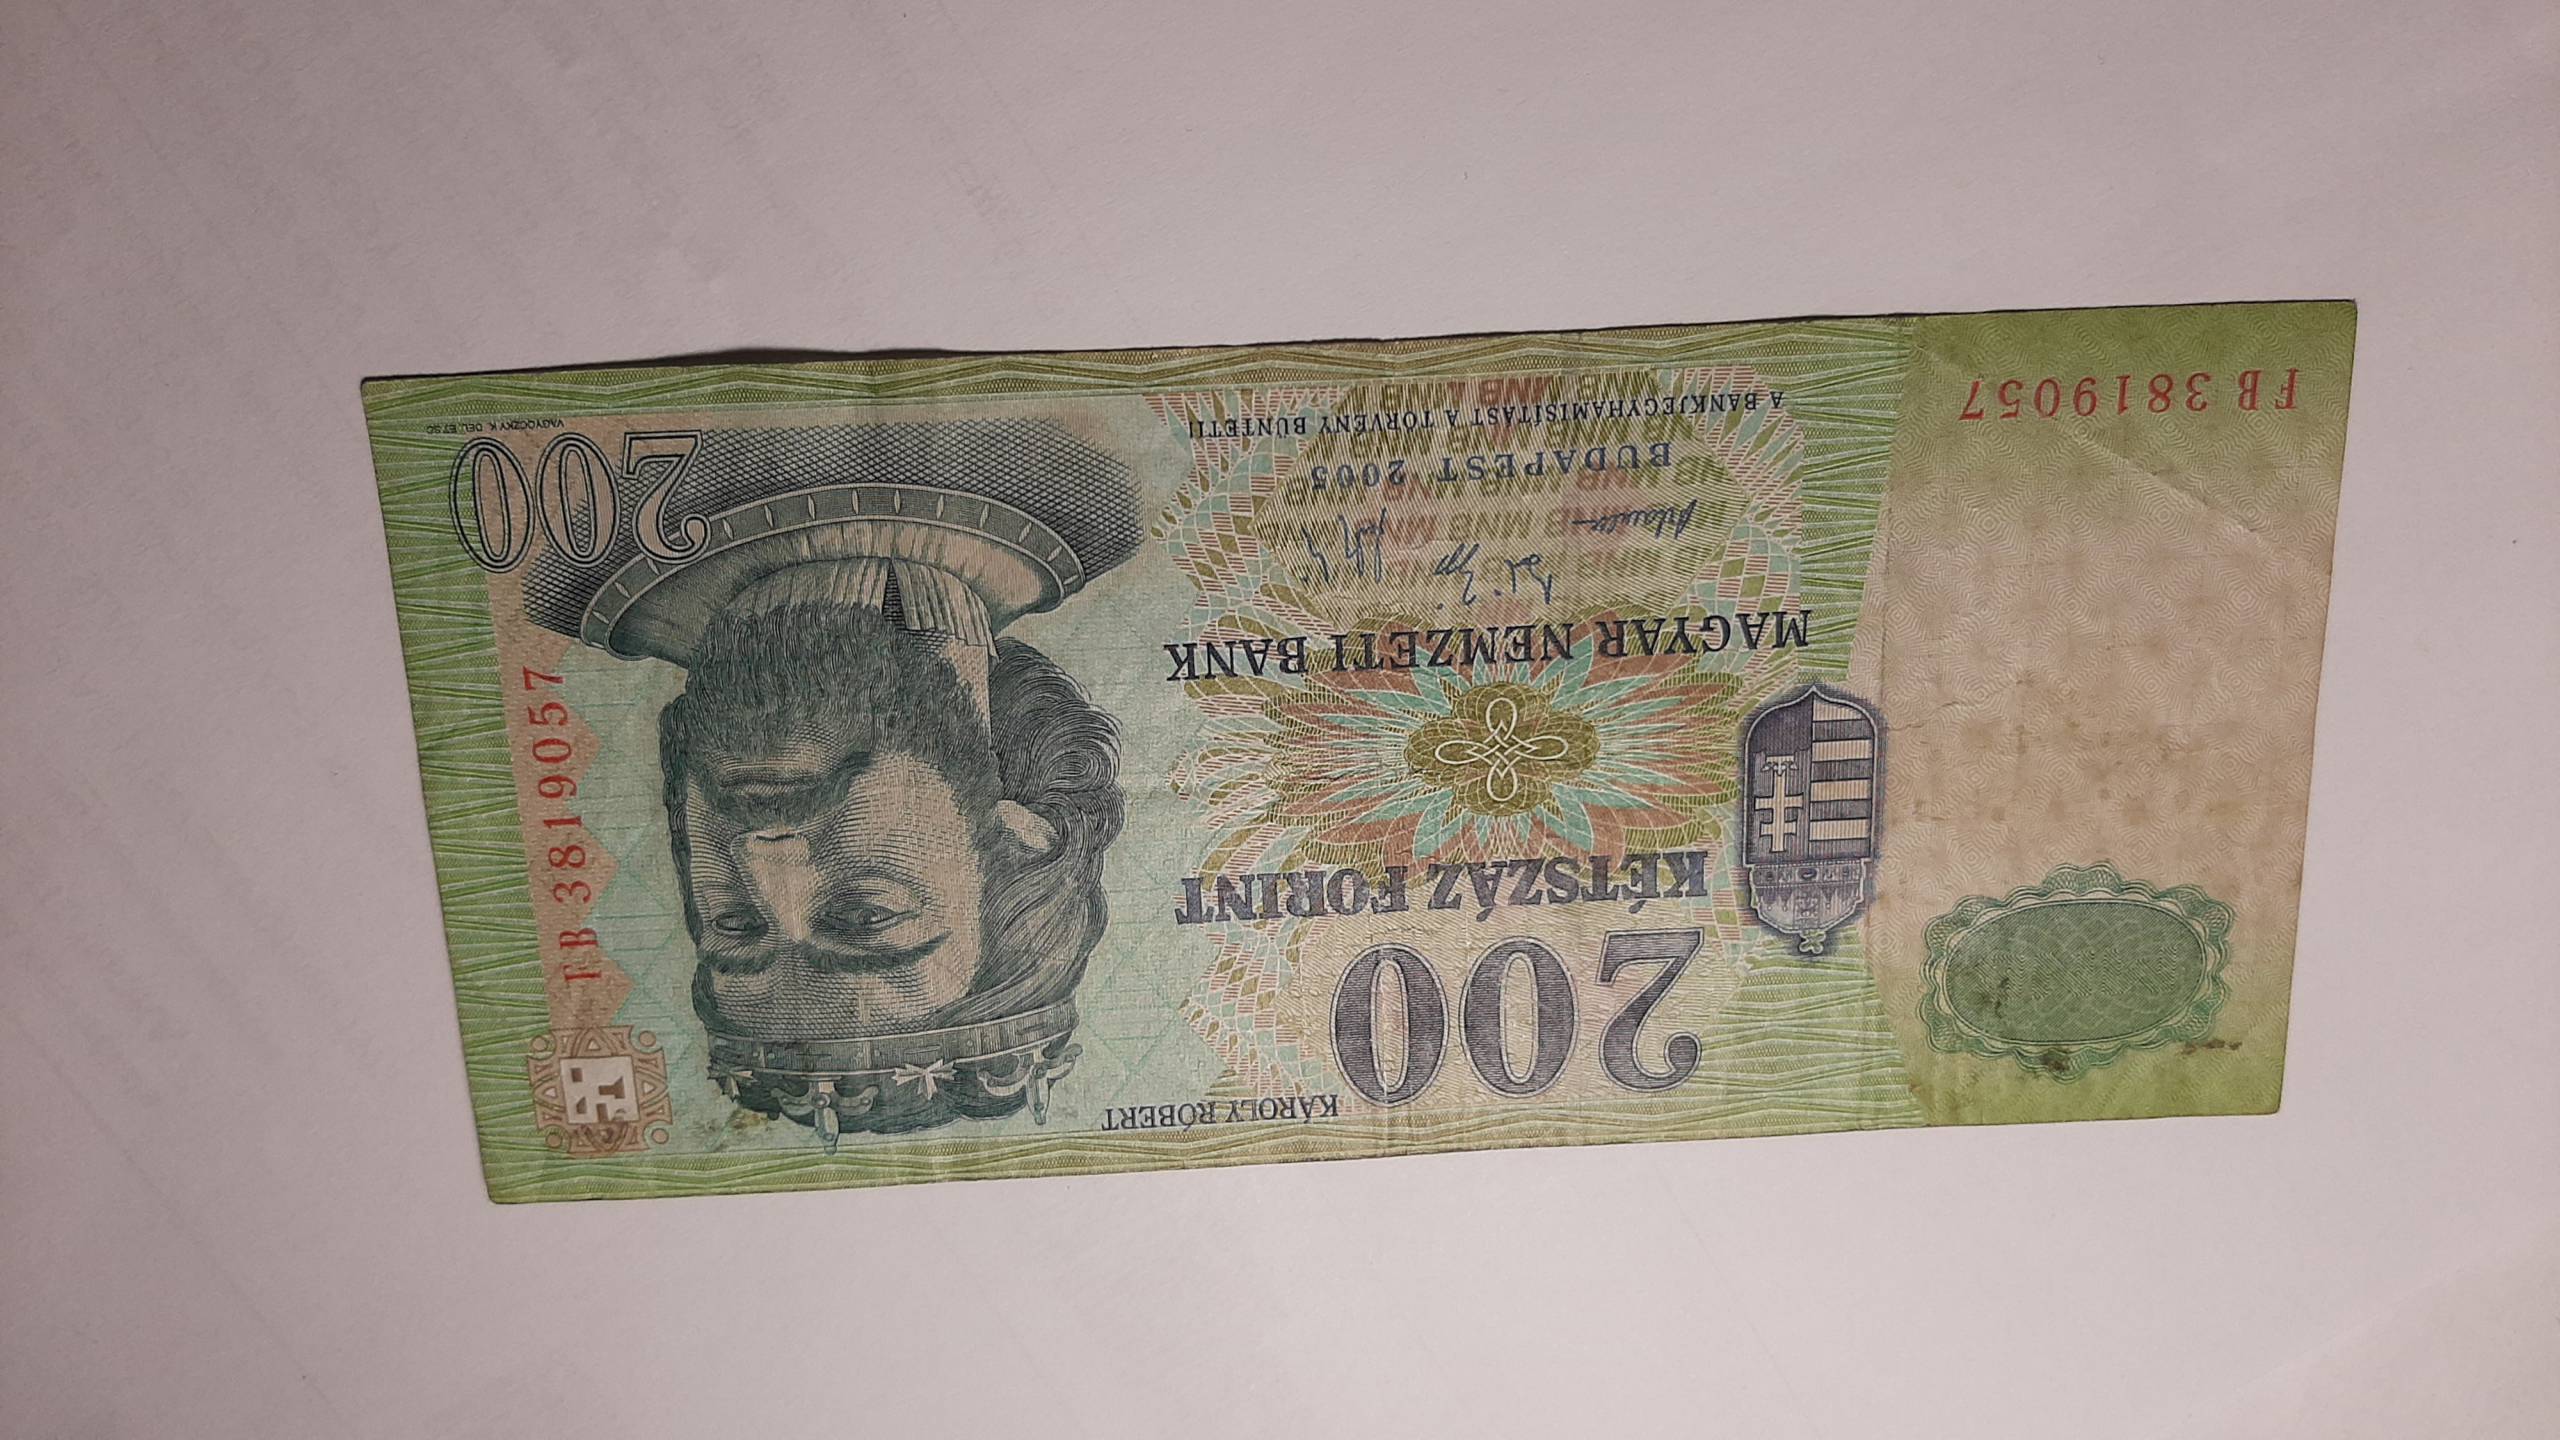 FB 3819057
200
KÉTSZÁZ FORINT
MAGYAR NEMZETI BANK
BUDAPEST 2005
A BANKJEGYHAMISÍTÁST A TÖRVÉNY BÜNTETI
KÁROLY RÓBERT
FB 3819057
200
VAGYÓCZKY K. DEL. ET SC.